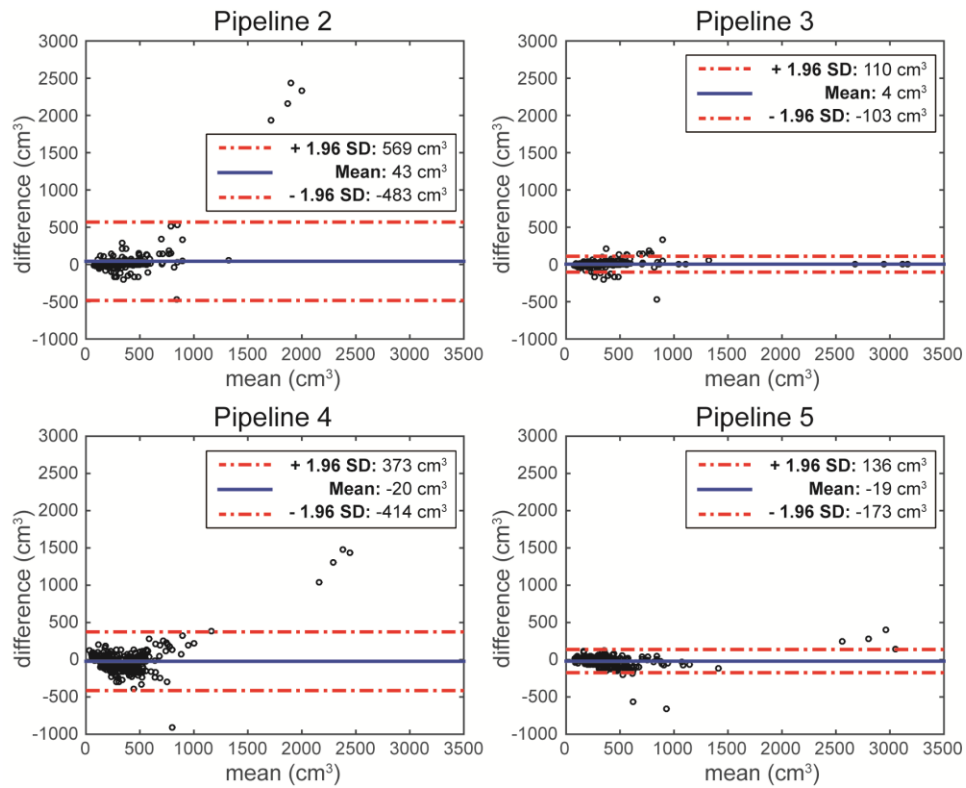 Pipeline 2
3000
2500
2000
1500
1000
500
0
-500
-1000
difference (cm³)
+ 1.96 SD: 569 cm³
Mean: 43 cm³
- 1.96 SD: -483 cm³
0 500 1000 1500 2000 2500 3000 3500
mean (cm³)
Pipeline 3
3000
2500
2000
1500
1000
500
0
-500
-1000
difference (cm³)
+ 1.96 SD: 110 cm³
Mean: 4 cm³
- 1.96 SD: -103 cm³
0 500 1000 1500 2000 2500 3000 3500
mean (cm³)
Pipeline 4
3000
2500
2000
1500
1000
500
0
-500
-1000
difference (cm³)
+ 1.96 SD: 373 cm³
Mean: -20 cm³
- 1.96 SD: -414 cm³
0 500 1000 1500 2000 2500 3000 3500
mean (cm³)
Pipeline 5
3000
2500
2000
1500
1000
500
0
-500
-1000
difference (cm³)
+ 1.96 SD: 136 cm³
Mean: -19 cm³
- 1.96 SD: -173 cm³
0 500 1000 1500 2000 2500 3000 3500
mean (cm³)